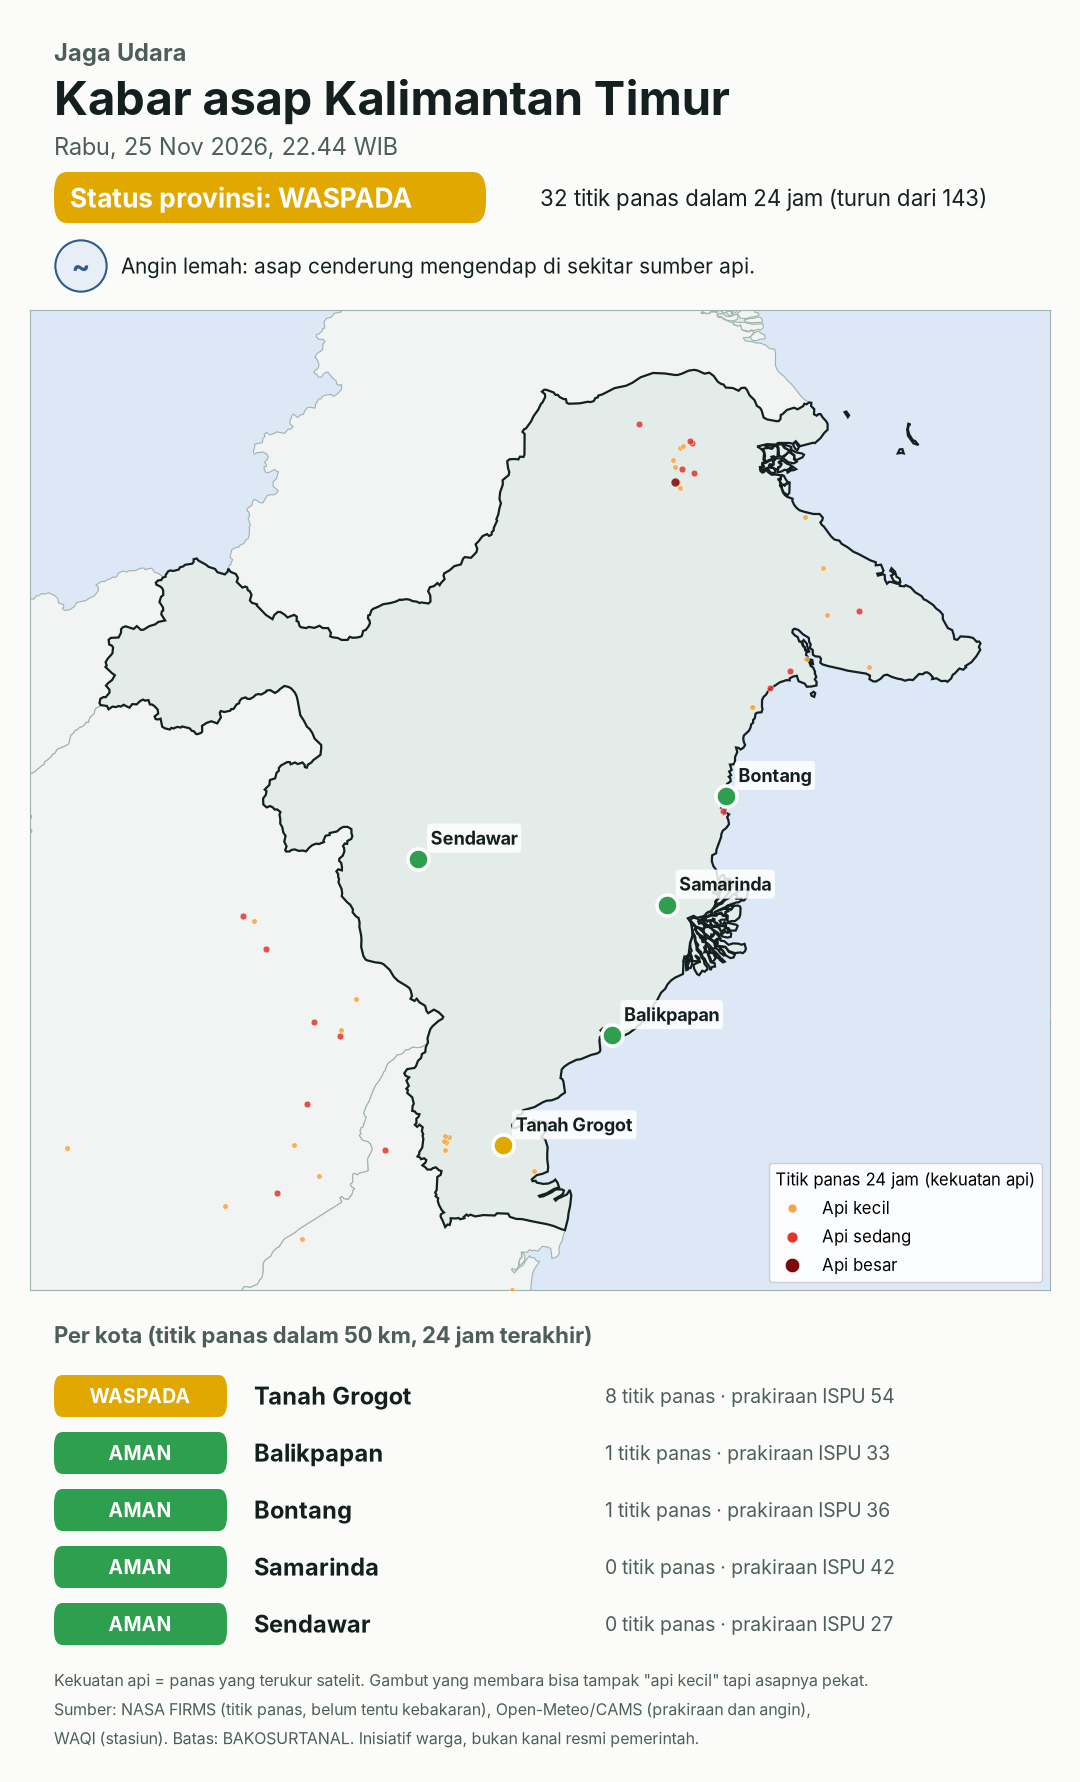 Jaga Udara
Kabar asap Kalimantan Timur
Rabu, 25 Nov 2026, 22.44 WIB
Status provinsi: WASPADA
32 titik panas dalam 24 jam (turun dari 143)
~
Angin lemah: asap cenderung mengendap di sekitar sumber api.
Bontang
Sendawar
Samarinda
Balikpapan
Tanah Grogot
Titik panas 24 jam (kekuatan api)
Api kecil
Api sedang
Api besar
Per kota (titik panas dalam 50 km, 24 jam terakhir)
WASPADA Tanah Grogot 8 titik panas · prakiraan ISPU 54
AMAN Balikpapan 1 titik panas · prakiraan ISPU 33
AMAN Bontang 1 titik panas · prakiraan ISPU 36
AMAN Samarinda 0 titik panas · prakiraan ISPU 42
AMAN Sendawar 0 titik panas · prakiraan ISPU 27
Kekuatan api = panas yang terukur satelit. Gambut yang membara bisa tampak "api kecil" tapi asapnya pekat.
Sumber: NASA FIRMS (titik panas, belum tentu kebakaran), Open-Meteo/CAMS (prakiraan dan angin),
WAQI (stasiun). Batas: BAKOSURTANAL. Inisiatif warga, bukan kanal resmi pemerintah.